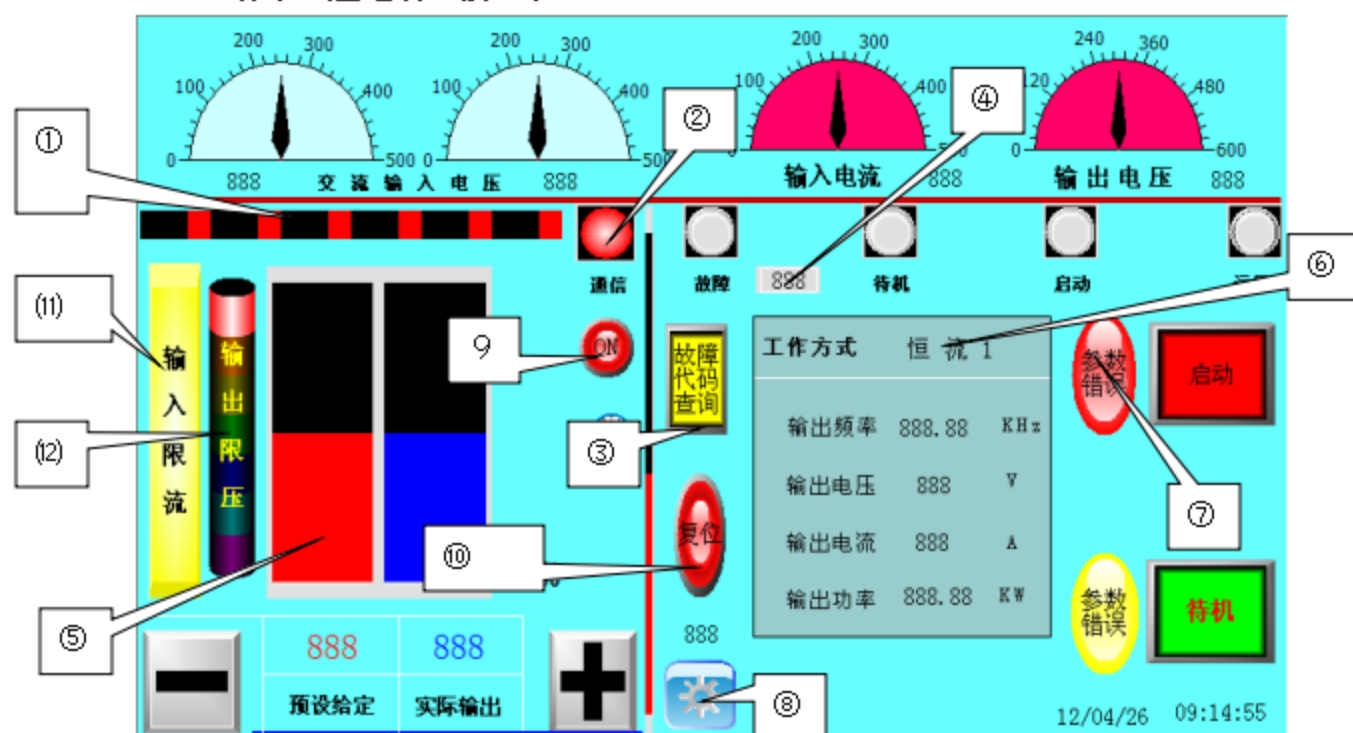 200 300
100 400
0 500
200 300
100 400
0 500
200 300
100 400
240 360
120 480
0 600
888 交流输入电压 888
输入电流 888
输出电压 888
①
②
④
通信
故障
888
待机
启动
⑥
⑾
输入限流
⑿
输出限压
9
ON
故障代码查询
③
工作方式 恒流1
输出频率 888.88 KHz
输出电压 888 V
输出电流 888 A
输出功率 888.88 KW
参数错误
启动
⑦
⑩
复位
888
参数错误
待机
⑤
888 888
预设给定 实际输出
⑧
12/04/26 09:14:55